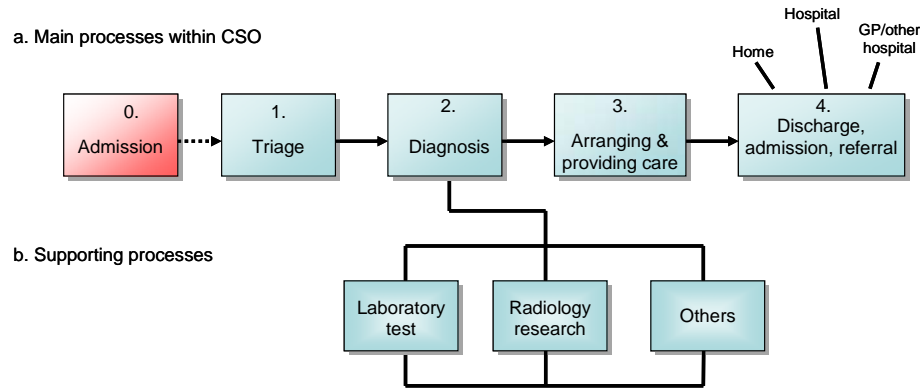 a. Main processes within CSO
Home
Hospital
GP/other
hospital
0.
Admission
1.
Triage
2.
Diagnosis
3.
Arranging &
providing care
4.
Discharge,
admission, referral
b. Supporting processes
Laboratory
test
Radiology
research
Others